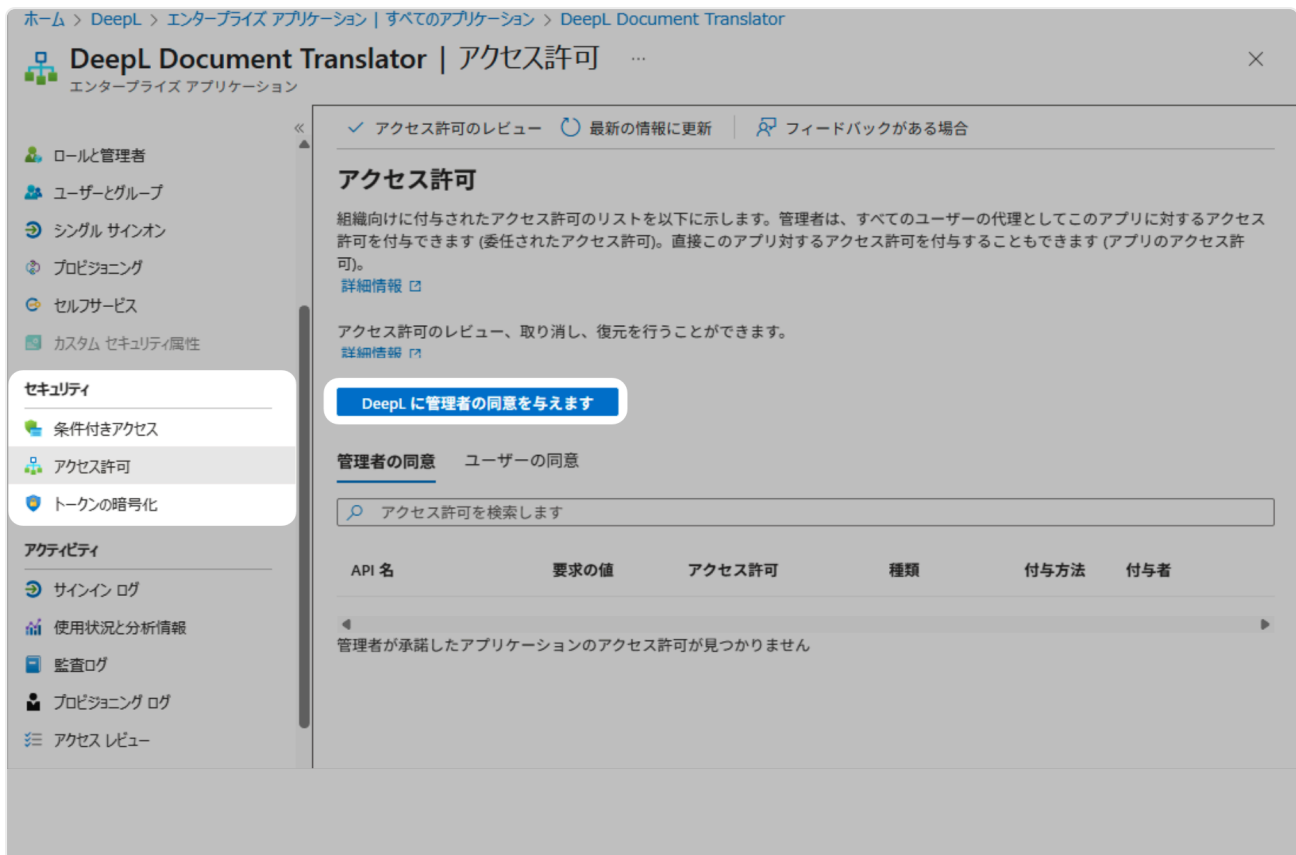 ホーム > DeepL > エンタープライズ アプリケーション | すべてのアプリケーション > DeepL Document Translator
DeepL Document Translator | アクセス許可 …
エンタープライズ アプリケーション
ロールと管理者
ユーザーとグループ
シングル サインオン
プロビジョニング
セルフサービス
カスタム セキュリティ属性
セキュリティ
条件付きアクセス
アクセス許可
トークンの暗号化
アクティビティ
サインイン ログ
使用状況と分析情報
監査ログ
プロビジョニング ログ
アクセス レビュー
アクセス許可のレビュー 最新の情報に更新 フィードバックがある場合
アクセス許可
組織向けに付与されたアクセス許可のリストを以下に示します。管理者は、すべてのユーザーの代理としてこのアプリに対するアクセス
許可を付与できます (委任されたアクセス許可)。直接このアプリ対するアクセス許可を付与することもできます (アプリのアクセス許
可)。
詳細情報
アクセス許可のレビュー、取り消し、復元を行うことができます。
詳細情報
DeepL に管理者の同意を与えます
管理者の同意 ユーザーの同意
アクセス許可を検索します
API 名 要求の値 アクセス許可 種類 付与方法 付与者
管理者が承諾したアプリケーションのアクセス許可が見つかりません